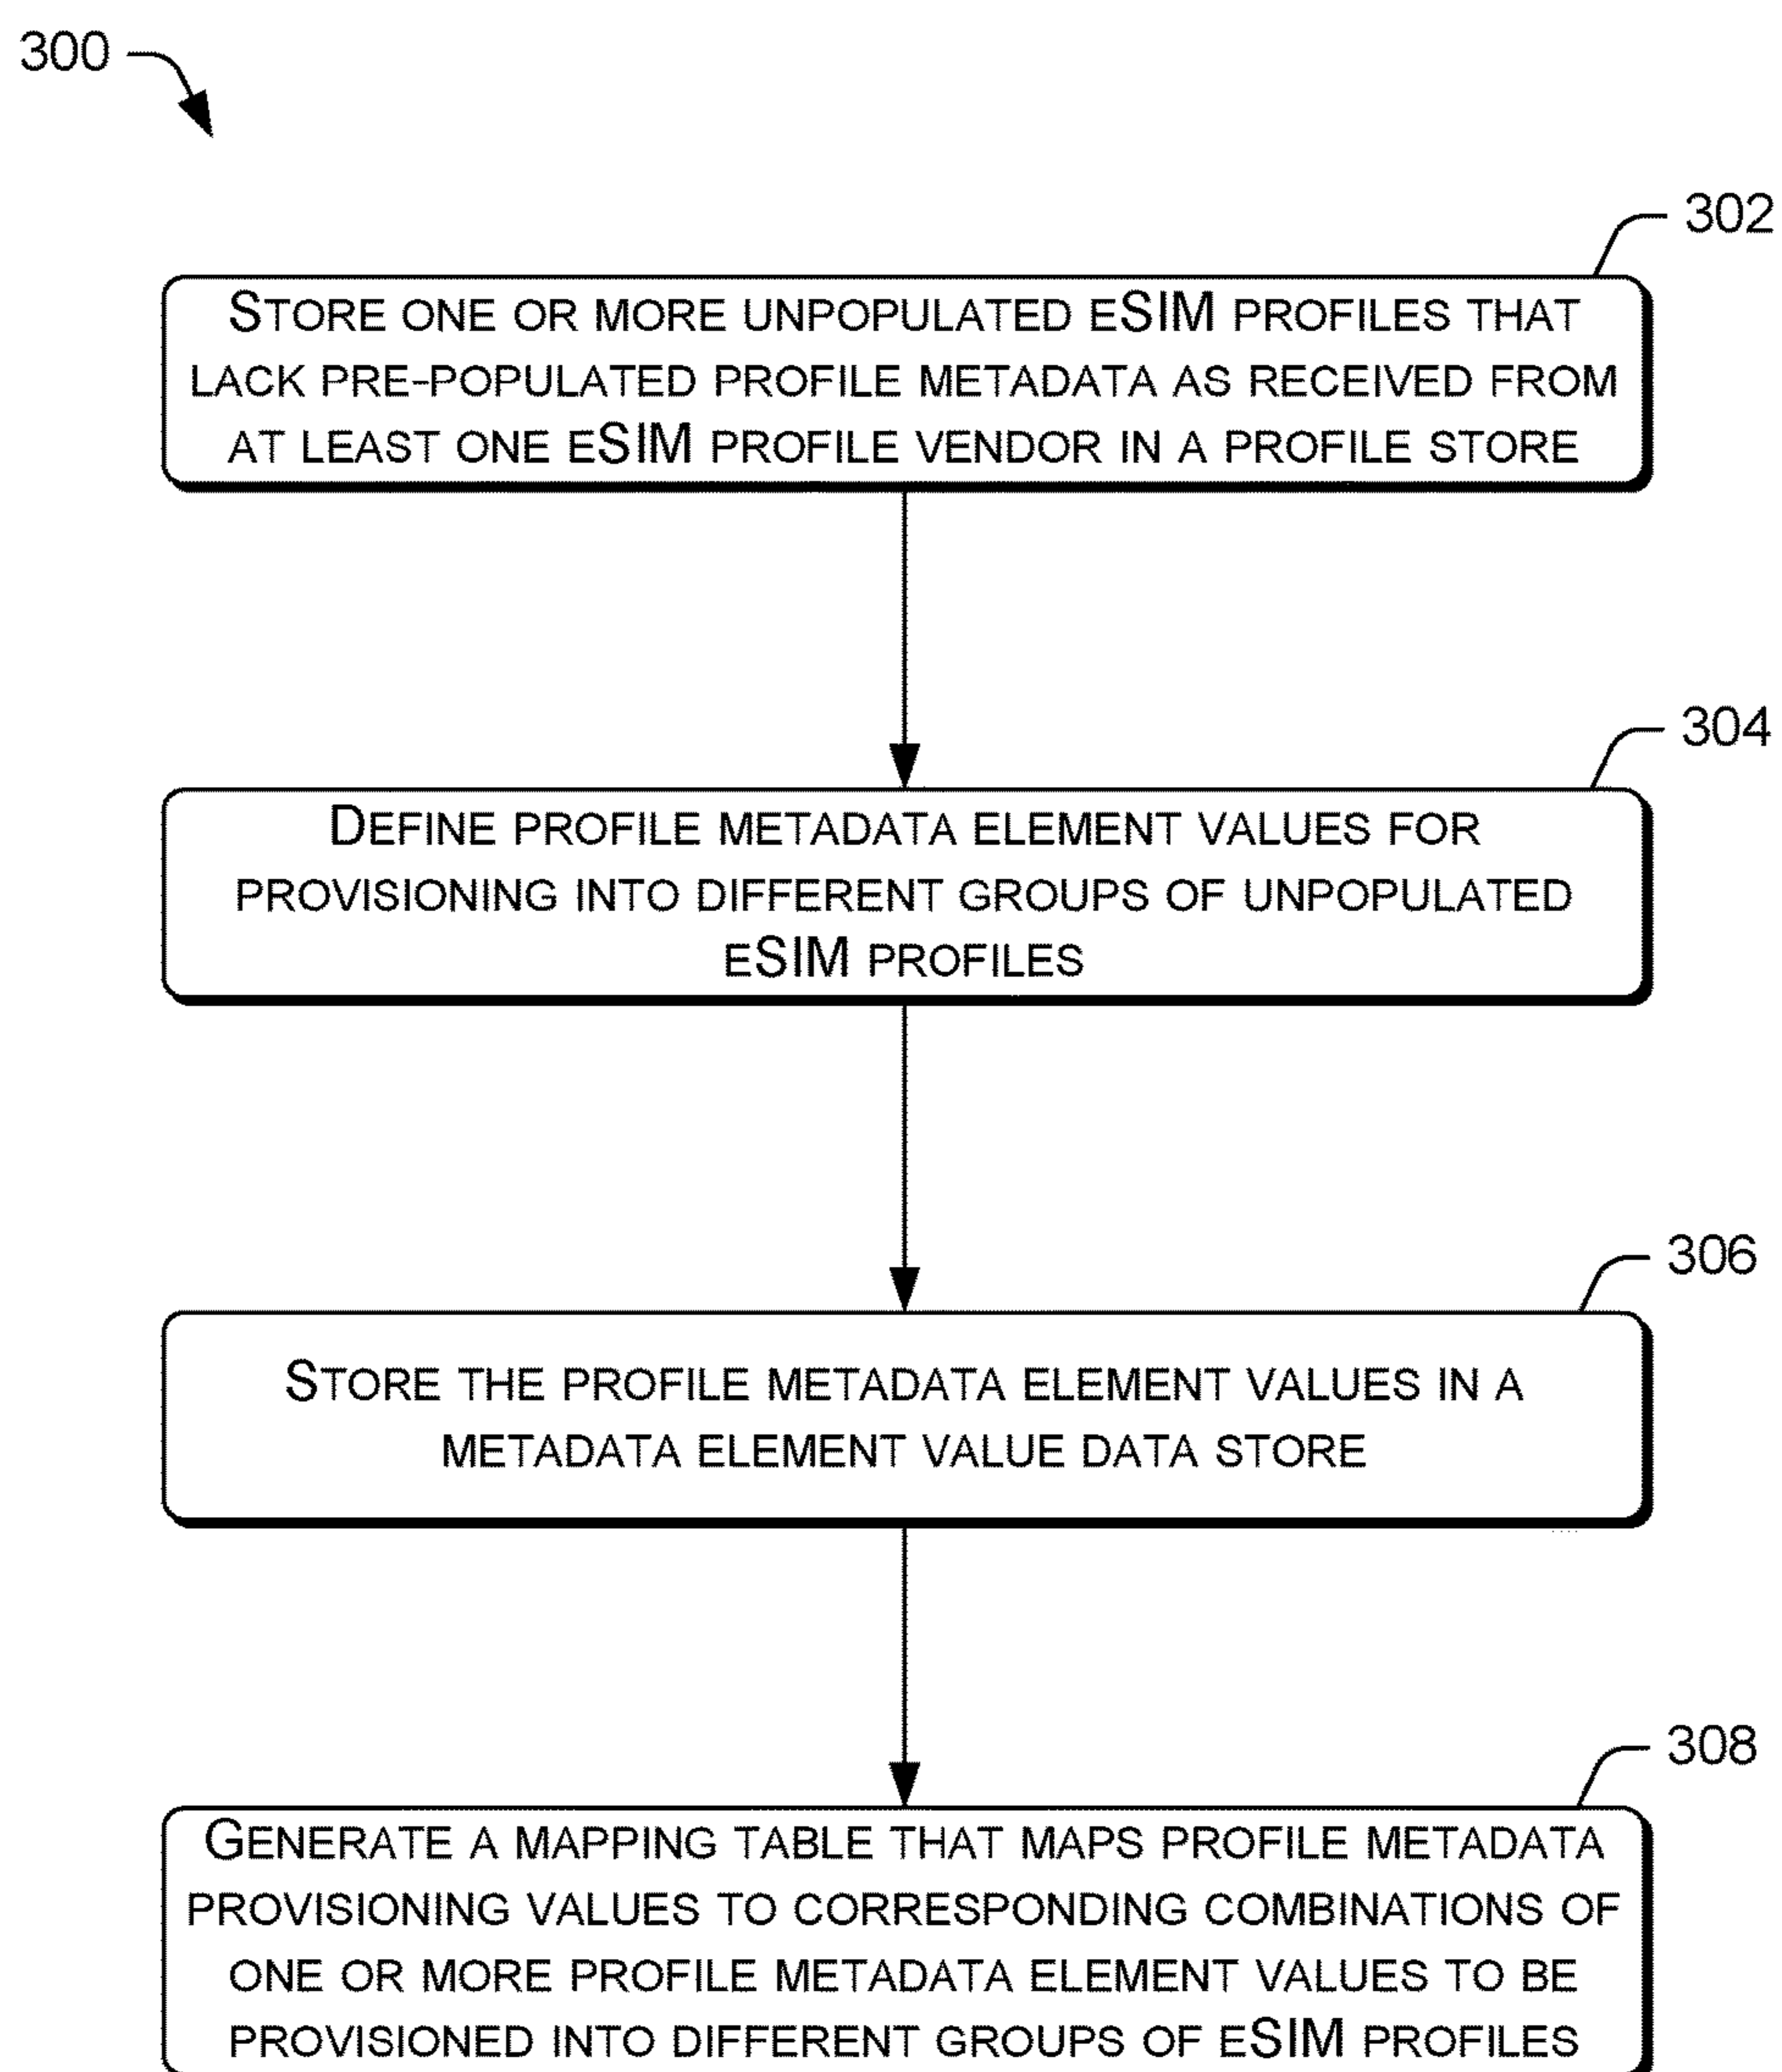 300
302
STORE ONE OR MORE UNPOPULATED ESIM PROFILES THAT
LACK PRE-POPULATED PROFILE METADATA AS RECEIVED FROM
AT LEAST ONE ESIM PROFILE VENDOR IN A PROFILE STORE
304
DEFINE PROFILE METADATA ELEMENT VALUES FOR
PROVISIONING INTO DIFFERENT GROUPS OF UNPOPULATED
ESIM PROFILES
306
STORE THE PROFILE METADATA ELEMENT VALUES IN A
METADATA ELEMENT VALUE DATA STORE
308
GENERATE A MAPPING TABLE THAT MAPS PROFILE METADATA
PROVISIONING VALUES TO CORRESPONDING COMBINATIONS OF
ONE OR MORE PROFILE METADATA ELEMENT VALUES TO BE
PROVISIONED INTO DIFFERENT GROUPS OF ESIM PROFILES